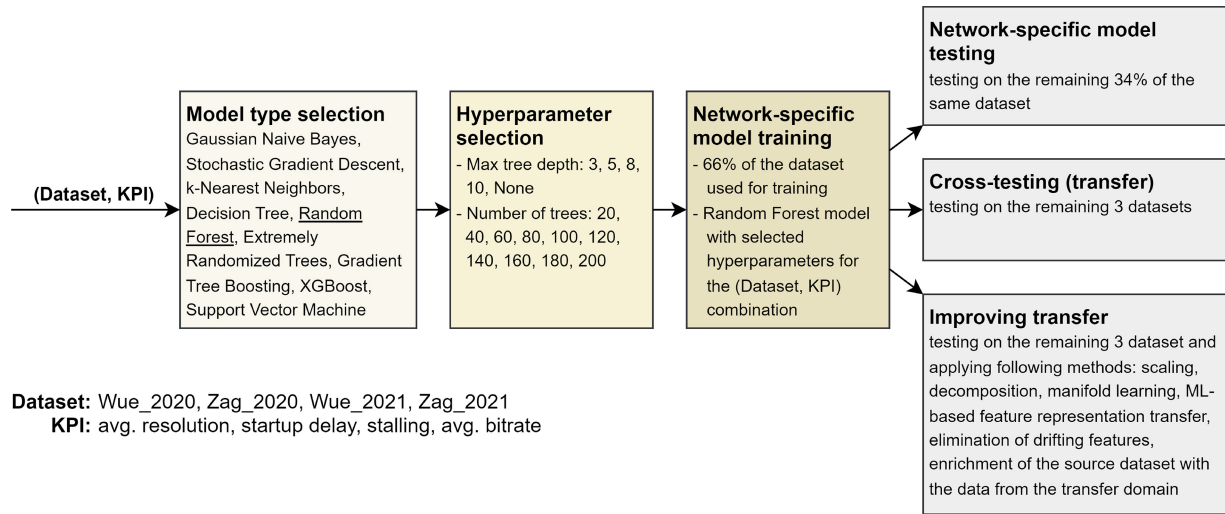 (Dataset, KPI)
Model type selection
Gaussian Naive Bayes,
Stochastic Gradient Descent,
k-Nearest Neighbors,
Decision Tree, Random
Forest, Extremely
Randomized Trees, Gradient
Tree Boosting, XGBoost,
Support Vector Machine
Hyperparameter
selection
- Max tree depth: 3, 5, 8,
10, None
- Number of trees: 20,
40, 60, 80, 100, 120,
140, 160, 180, 200
Network-specific
model training
- 66% of the dataset
used for training
- Random Forest model
with selected
hyperparameters for
the (Dataset, KPI)
combination
Network-specific model
testing
testing on the remaining 34% of the
same dataset
Cross-testing (transfer)
testing on the remaining 3 datasets
Improving transfer
testing on the remaining 3 dataset and
applying following methods: scaling,
decomposition, manifold learning, ML-
based feature representation transfer,
elimination of drifting features,
enrichment of the source dataset with
the data from the transfer domain
Dataset: Wue_2020, Zag_2020, Wue_2021, Zag_2021
KPI: avg. resolution, startup delay, stalling, avg. bitrate